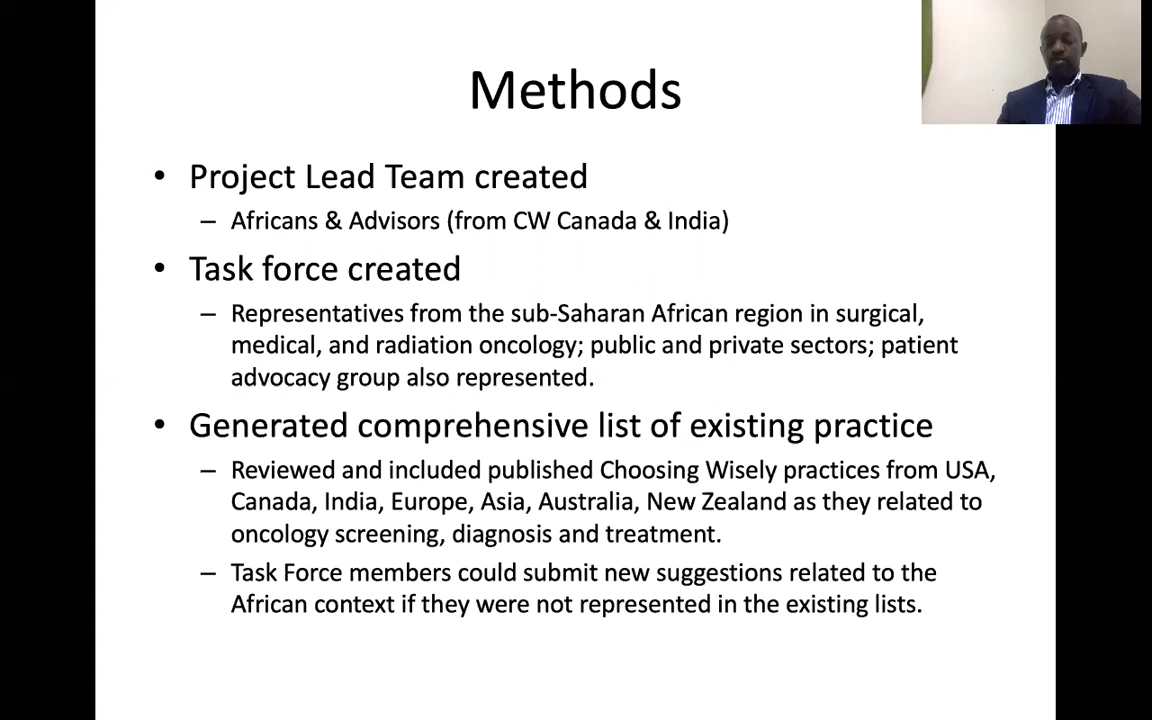 Methods
• Project Lead Team created
– Africans & Advisors (from CW Canada & India)
• Task force created
– Representatives from the sub-Saharan African region in surgical,
medical, and radiation oncology; public and private sectors; patient
advocacy group also represented.
• Generated comprehensive list of existing practice
– Reviewed and included published Choosing Wisely practices from USA,
Canada, India, Europe, Asia, Australia, New Zealand as they related to
oncology screening, diagnosis and treatment.
– Task Force members could submit new suggestions related to the
African context if they were not represented in the existing lists.